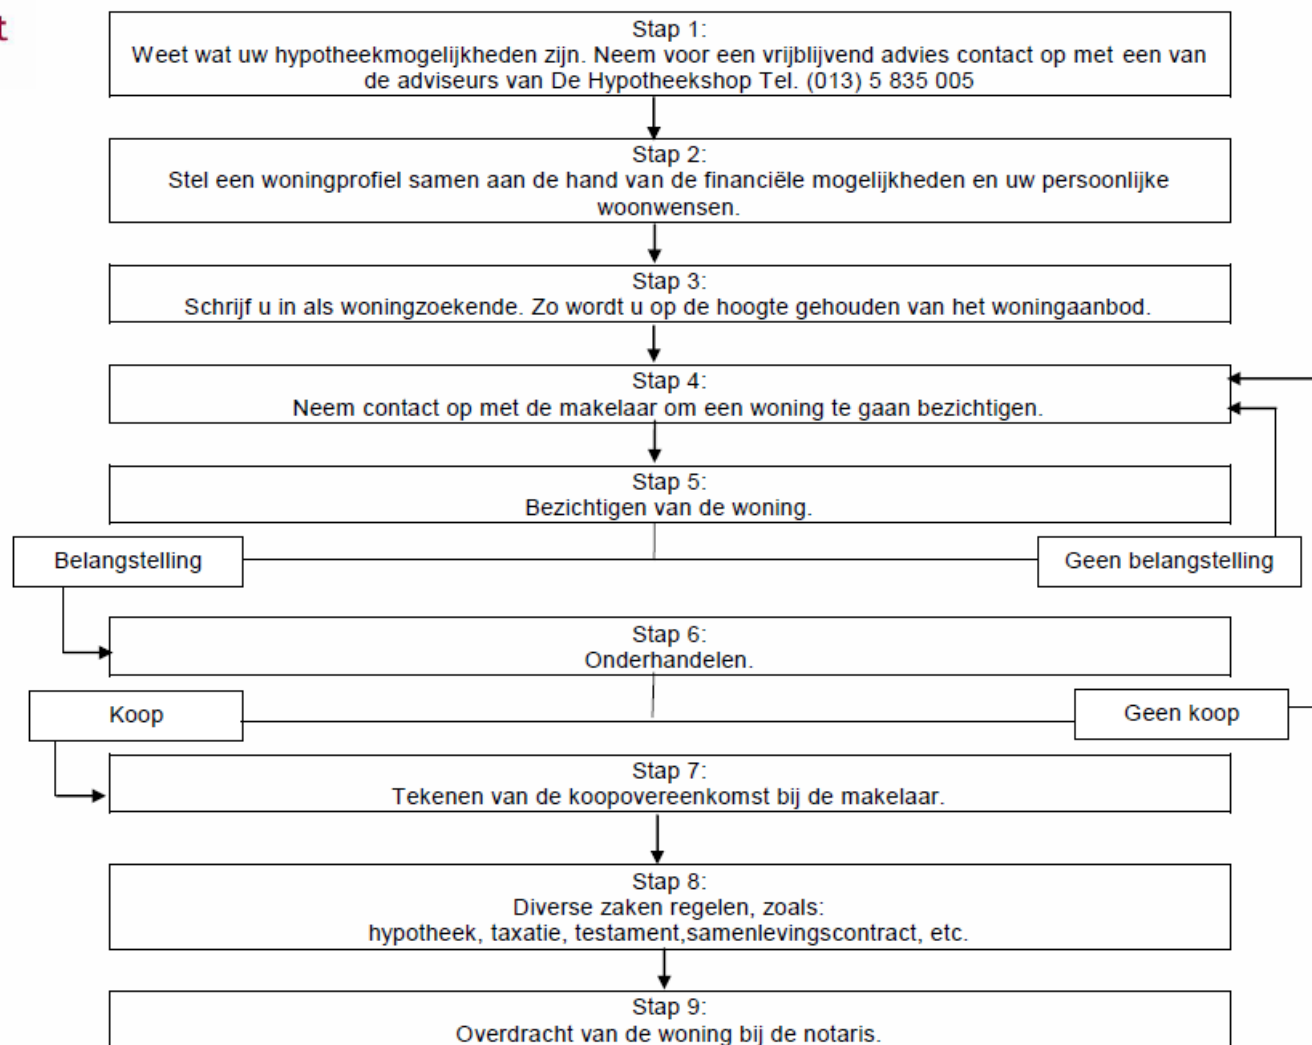 t
Stap 1:
Weet wat uw hypotheekmogelijkheden zijn. Neem voor een vrijblijvend advies contact op met een van
de adviseurs van De Hypotheekshop Tel. (013) 5 835 005
Stap 2:
Stel een woningprofiel samen aan de hand van de financiële mogelijkheden en uw persoonlijke
woonwensen.
Stap 3:
Schrijf u in als woningzoekende. Zo wordt u op de hoogte gehouden van het woningaanbod.
Stap 4:
Neem contact op met de makelaar om een woning te gaan bezichtigen.
Stap 5:
Bezichtigen van de woning.
Belangstelling
Geen belangstelling
Stap 6:
Onderhandelen.
Koop
Geen koop
Stap 7:
Tekenen van de koopovereenkomst bij de makelaar.
Stap 8:
Diverse zaken regelen, zoals:
hypotheek, taxatie, testament,samenlevingscontract, etc.
Stap 9:
Overdracht van de woning bij de notaris.